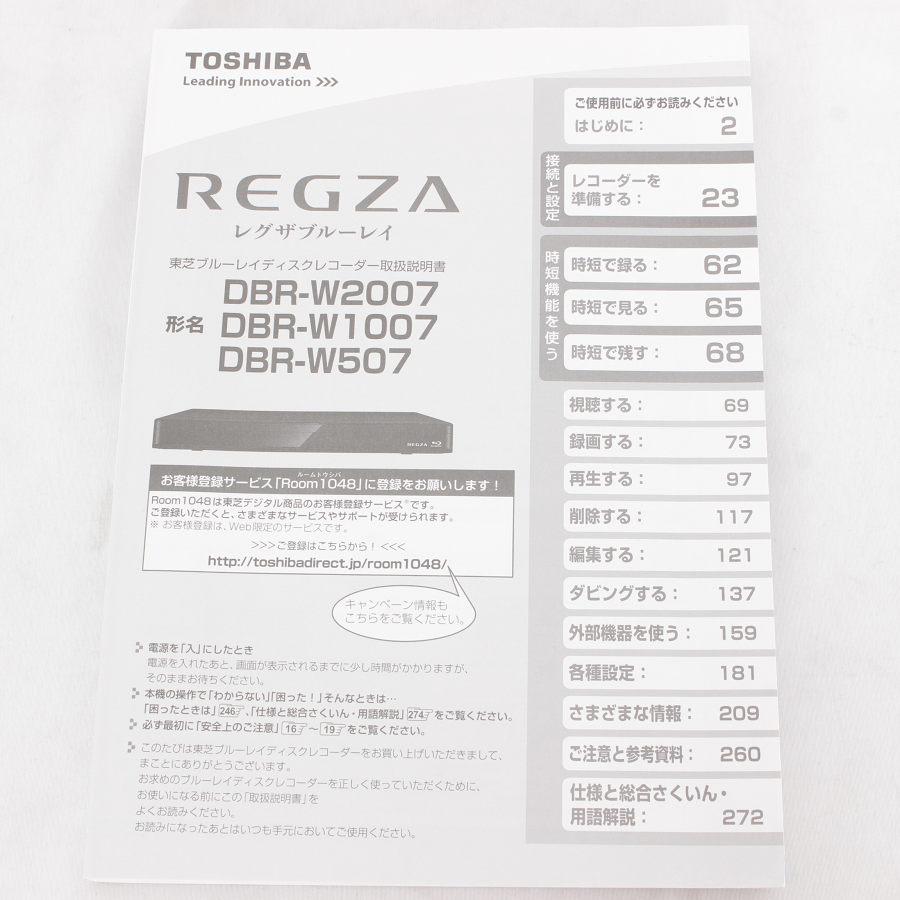 TOSHIBA
Leading Innovation >>>
REGZA
レグザブルーレイ
東芝ブルーレイディスクレコーダー取扱説明書
形名
DBR-W2007
DBR-W1007
DBR-W507
REGZA
ルームトウシバ
お客様登録サービス「Room1048」に登録をお願いします！
Room1048は東芝デジタル商品のお客様登録サービス※です。
ご登録いただくと、さまざまなサービスやサポートが受けられます。
※ お客様登録は、Web限定のサービスです。
>>>ご登録はこちらから！<<<
http://toshibadirect.jp/room1048/
キャンペーン情報も
こちらをご覧ください。
電源を「入」にしたとき
電源を入れたあと、画面が表示されるまでに少し時間がかかりますが、
そのままお待ちください。
本機の操作で「わからない」「困った！」そんなときは…
「困ったときは」246、「仕様と総合さくいん・用語解説」274をご覧ください。
必ず最初に「安全上のご注意」16～19をご覧ください。
このたびは東芝ブルーレイディスクレコーダーをお買い上げいただきまして、
まことにありがとうございます。
お求めのブルーレイディスクレコーダーを正しく使っていただくために、
お使いになる前にこの「取扱説明書」を
よくお読みください。
お読みになったあとはいつも手元においてご使用ください。
ご使用前に必ずお読みください
はじめに： 2
接続と設定
レコーダーを
準備する： 23
時短機能を使う
時短で録る： 62
時短で見る： 65
時短で残す： 68
視聴する： 69
録画する： 73
再生する： 97
削除する： 117
編集する： 121
ダビングする： 137
外部機器を使う： 159
各種設定： 181
さまざまな情報： 209
ご注意と参考資料： 260
仕様と総合さくいん・
用語解説： 272